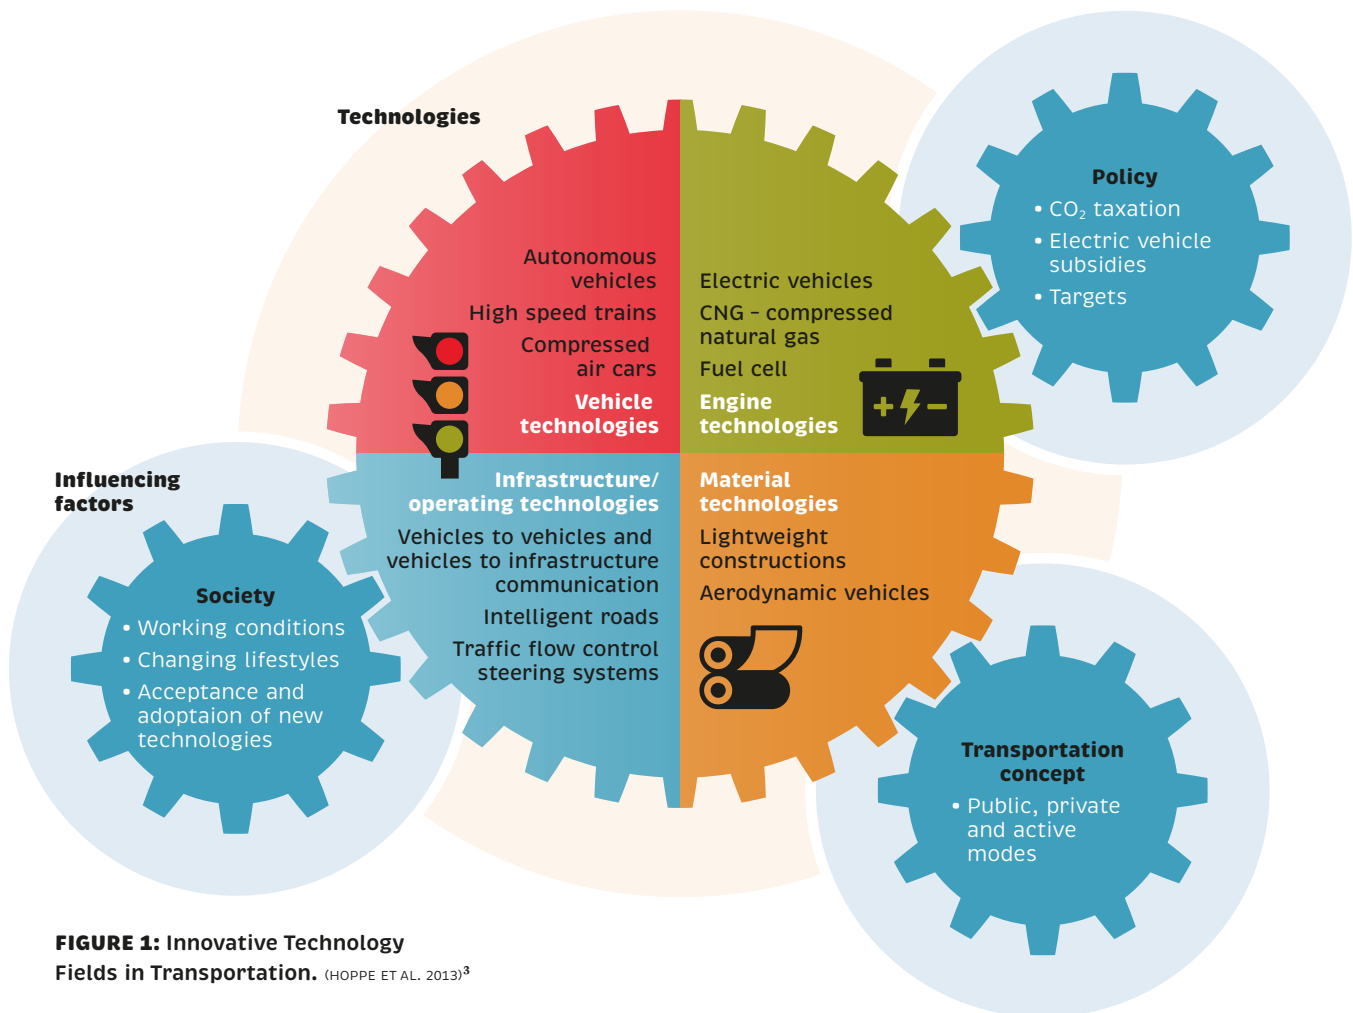 Technologies
Autonomous
vehicles
High speed trains
Compressed
air cars
Vehicle
technologies
Electric vehicles
CNG – compressed
natural gas
Fuel cell
Engine
technologies
Infrastructure/
operating technologies
Vehicles to vehicles and
vehicles to infrastructure
communication
Intelligent roads
Traffic flow control
steering systems
Material
technologies
Lightweight
constructions
Aerodynamic vehicles
Policy
• CO₂ taxation
• Electric vehicle
subsidies
• Targets
Influencing
factors
Society
• Working conditions
• Changing lifestyles
• Acceptance and
adoptaion of new
technologies
Transportation
concept
• Public, private
and active
modes
FIGURE 1: Innovative Technology
Fields in Transportation. (HOPPE ET AL. 2013)³